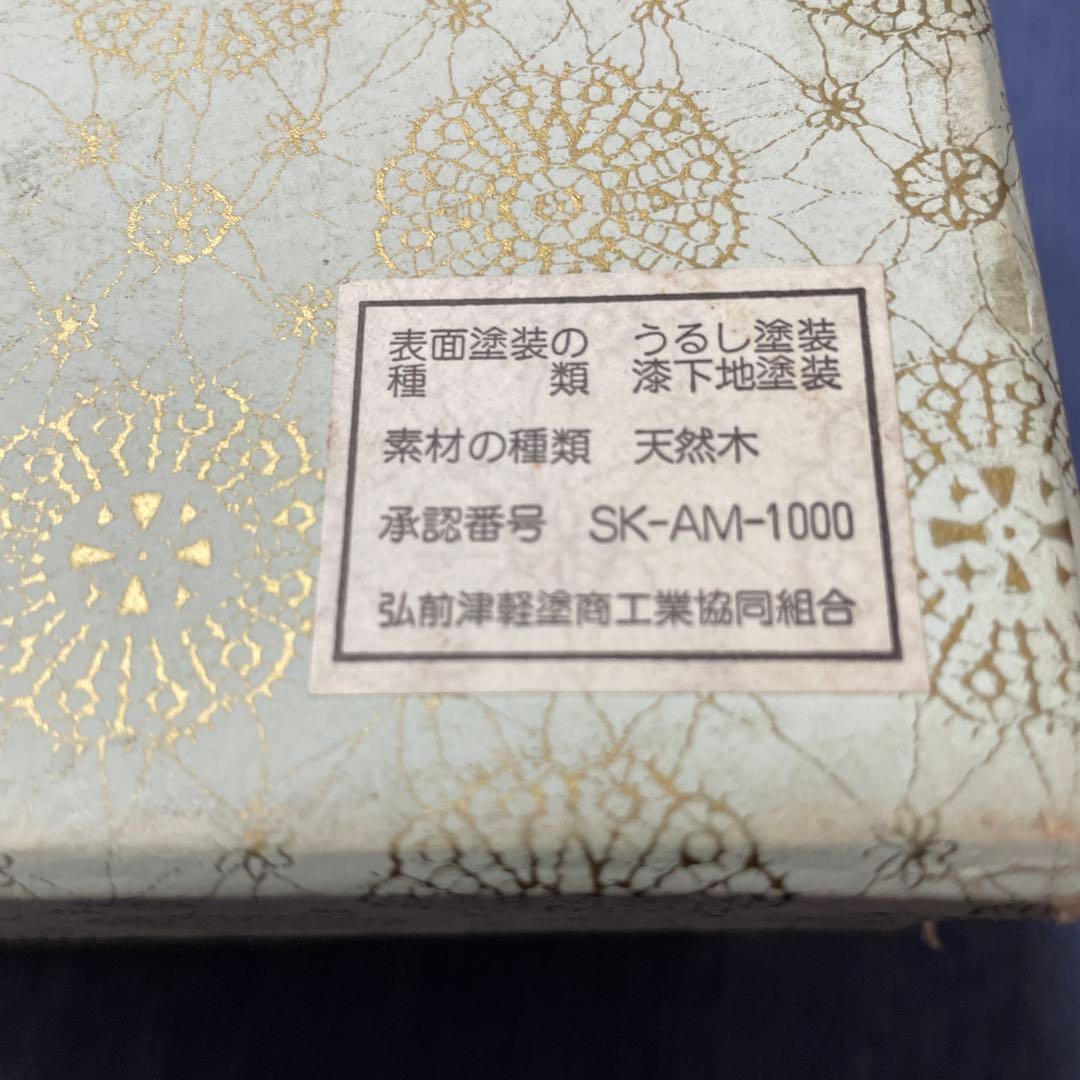 表面塗装の うるし塗装
種類 漆下地塗装
素材の種類 天然木
承認番号 SK-AM-1000
弘前津軽塗商工業協同組合